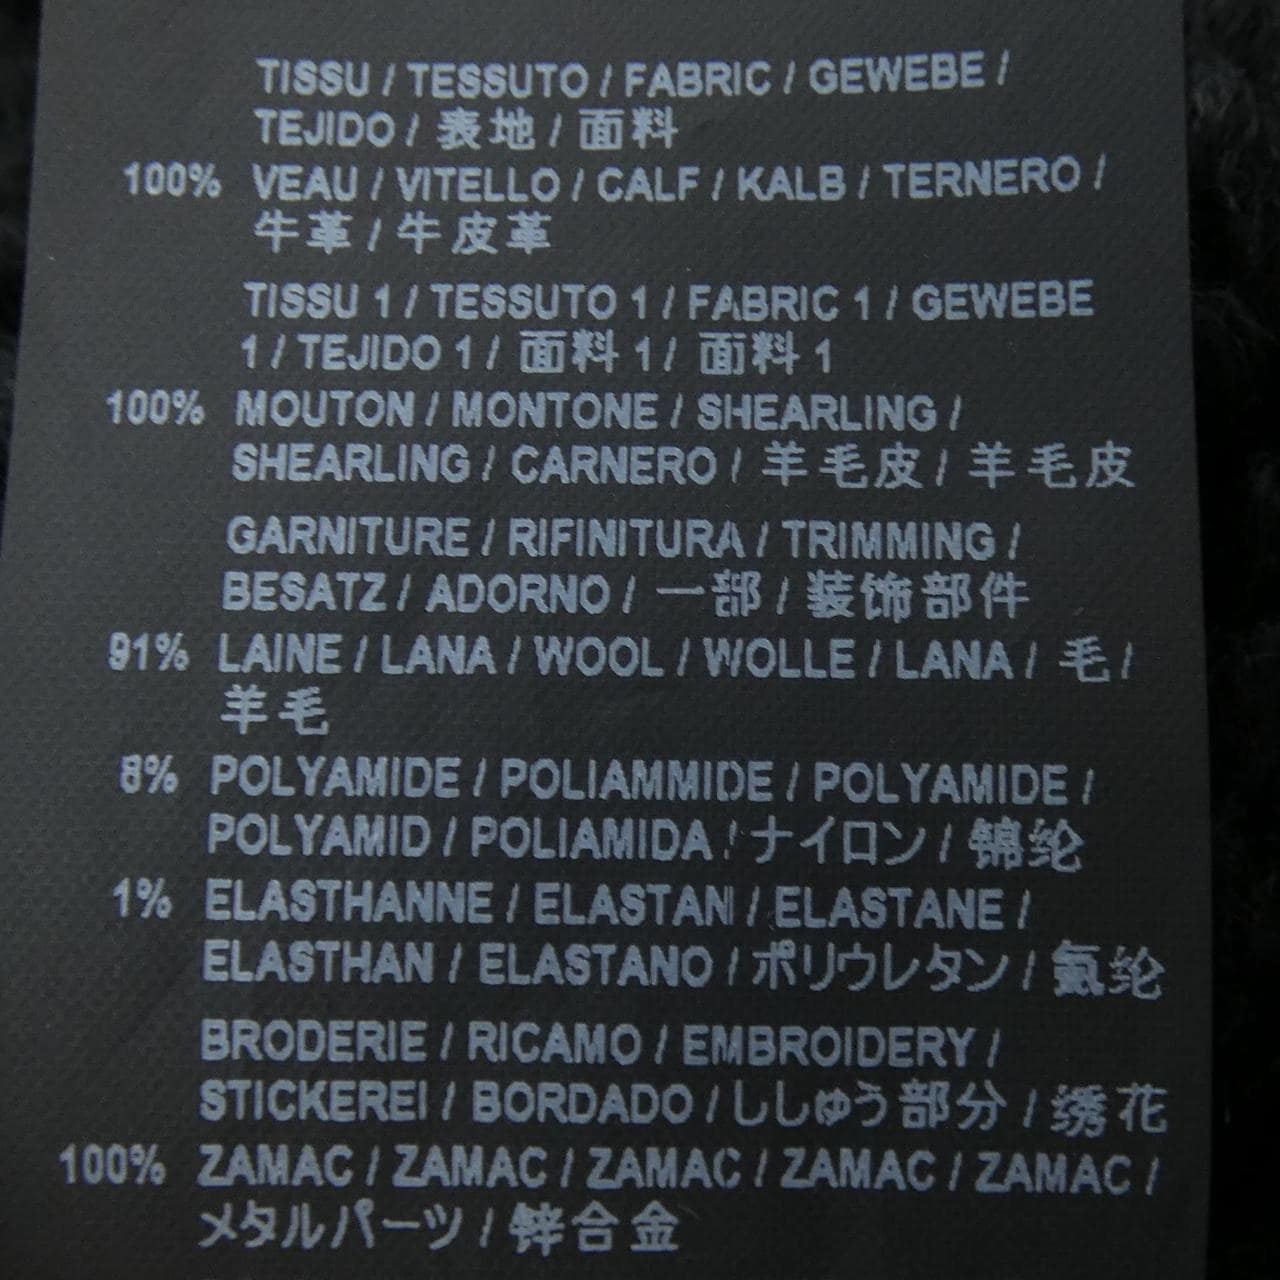 TISSU / TESSUTO / FABRIC / GEWEBE /
TEJIDO / 表地 / 面料
100% VEAU / VITELLO / CALF / KALB / TERNERO /
牛革 / 牛皮革
TISSU 1 / TESSUTO 1 / FABRIC 1 / GEWEBE
1 / TEJIDO 1 / 面料 1 / 面料 1
100% MOUTON / MONTONE / SHEARLING /
SHEARLING / CARNERO / 羊毛皮 / 羊毛皮
GARNITURE / RIFINITURA / TRIMMING /
BESATZ / ADORNO / 一部 / 装饰部件
91% LAINE / LANA / WOOL / WOLLE / LANA / 毛 /
羊毛
8% POLYAMIDE / POLIAMMIDE / POLYAMIDE /
POLYAMID / POLIAMIDA / ナイロン / 锦纶
1% ELASTHANNE / ELASTAN / ELASTANE /
ELASTHAN / ELASTANO / ポリウレタン / 氨纶
BRODERIE / RICAMO / EMBROIDERY /
STICKEREI / BORDADO / ししゅう部分 / 绣花
100% ZAMAC / ZAMAC / ZAMAC / ZAMAC / ZAMAC /
メタルパーツ / 锌合金